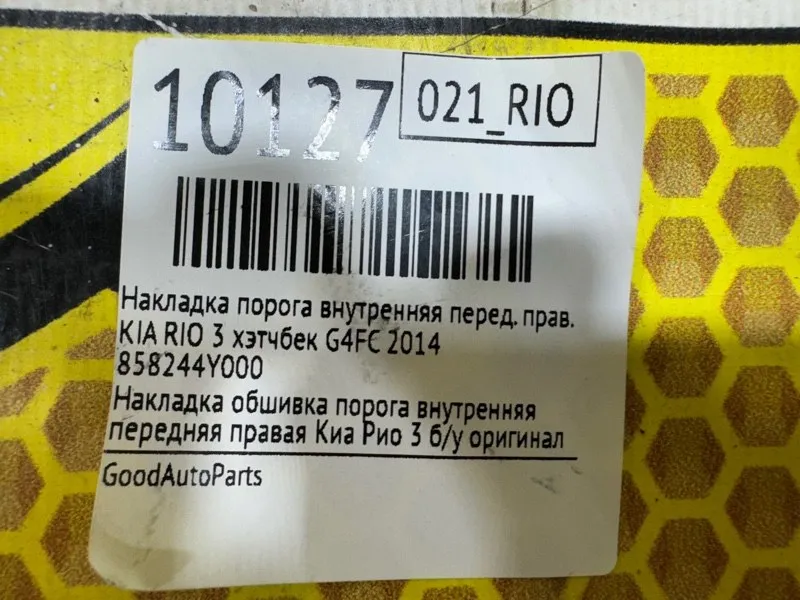 10127
021_RIO
Накладка порога внутренняя перед. прав.
KIA RIO 3 хэтчбек G4FC 2014
858244Y000
Накладка обшивка порога внутренняя
передняя правая Киа Рио 3 б/у оригинал
GoodAutoParts